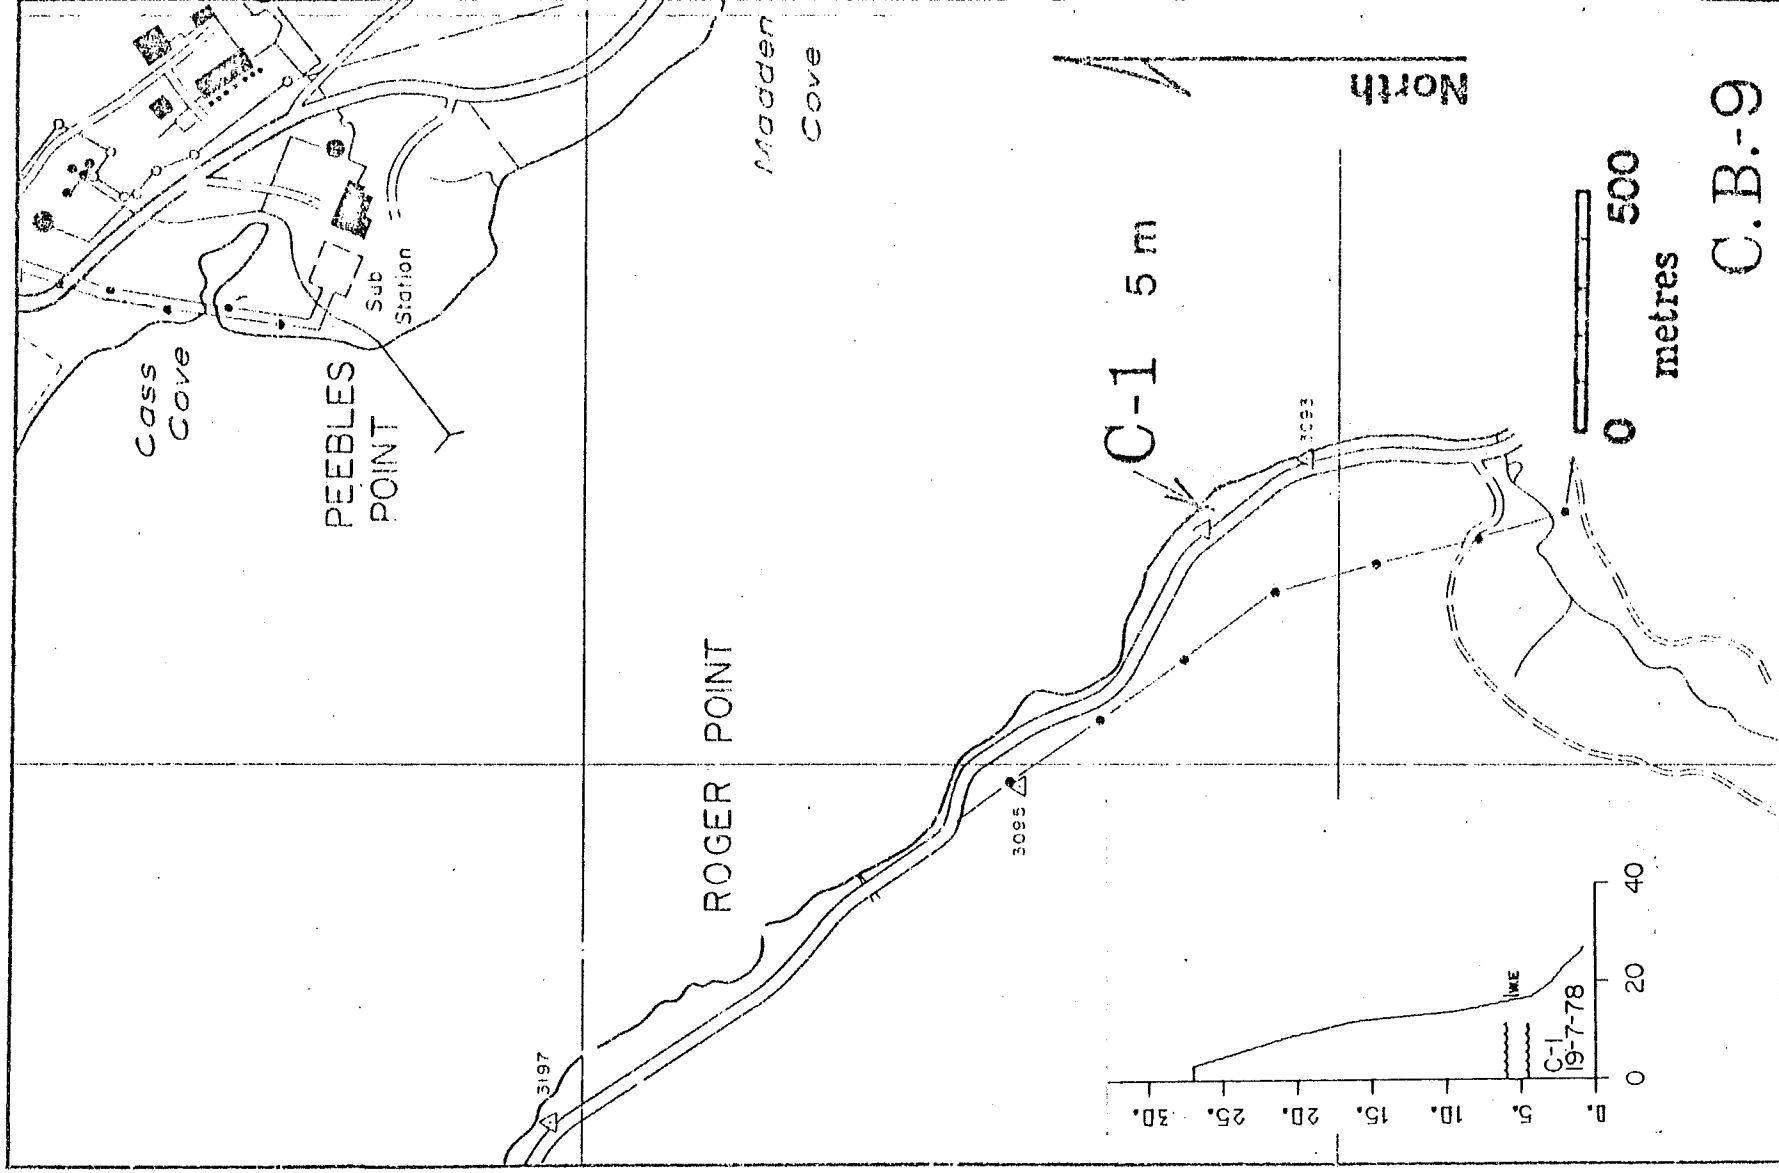 Cass
Cove
PEEBLES
POINT
Sub
Station
Madden
Cove
North
ROGER POINT
C-1 5 m
3093
3095
3197
0 500
metres
C.B.-9
30.
25.
20.
15.
10.
5.
0.
W.E
C-1
19-7-78
0 20 40